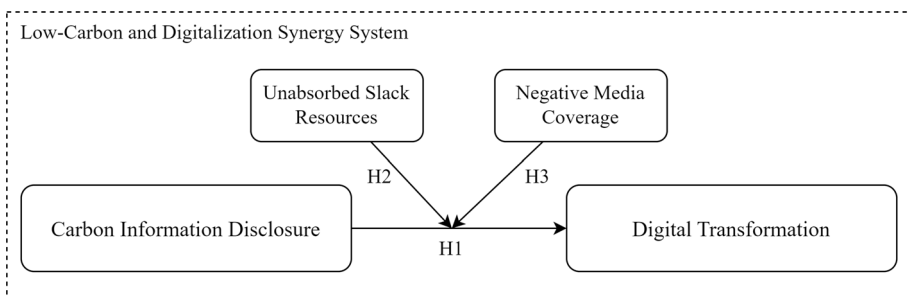 Low-Carbon and Digitalization Synergy System
Unabsorbed Slack
Resources
Negative Media
Coverage
H2
H3
Carbon Information Disclosure
H1
Digital Transformation